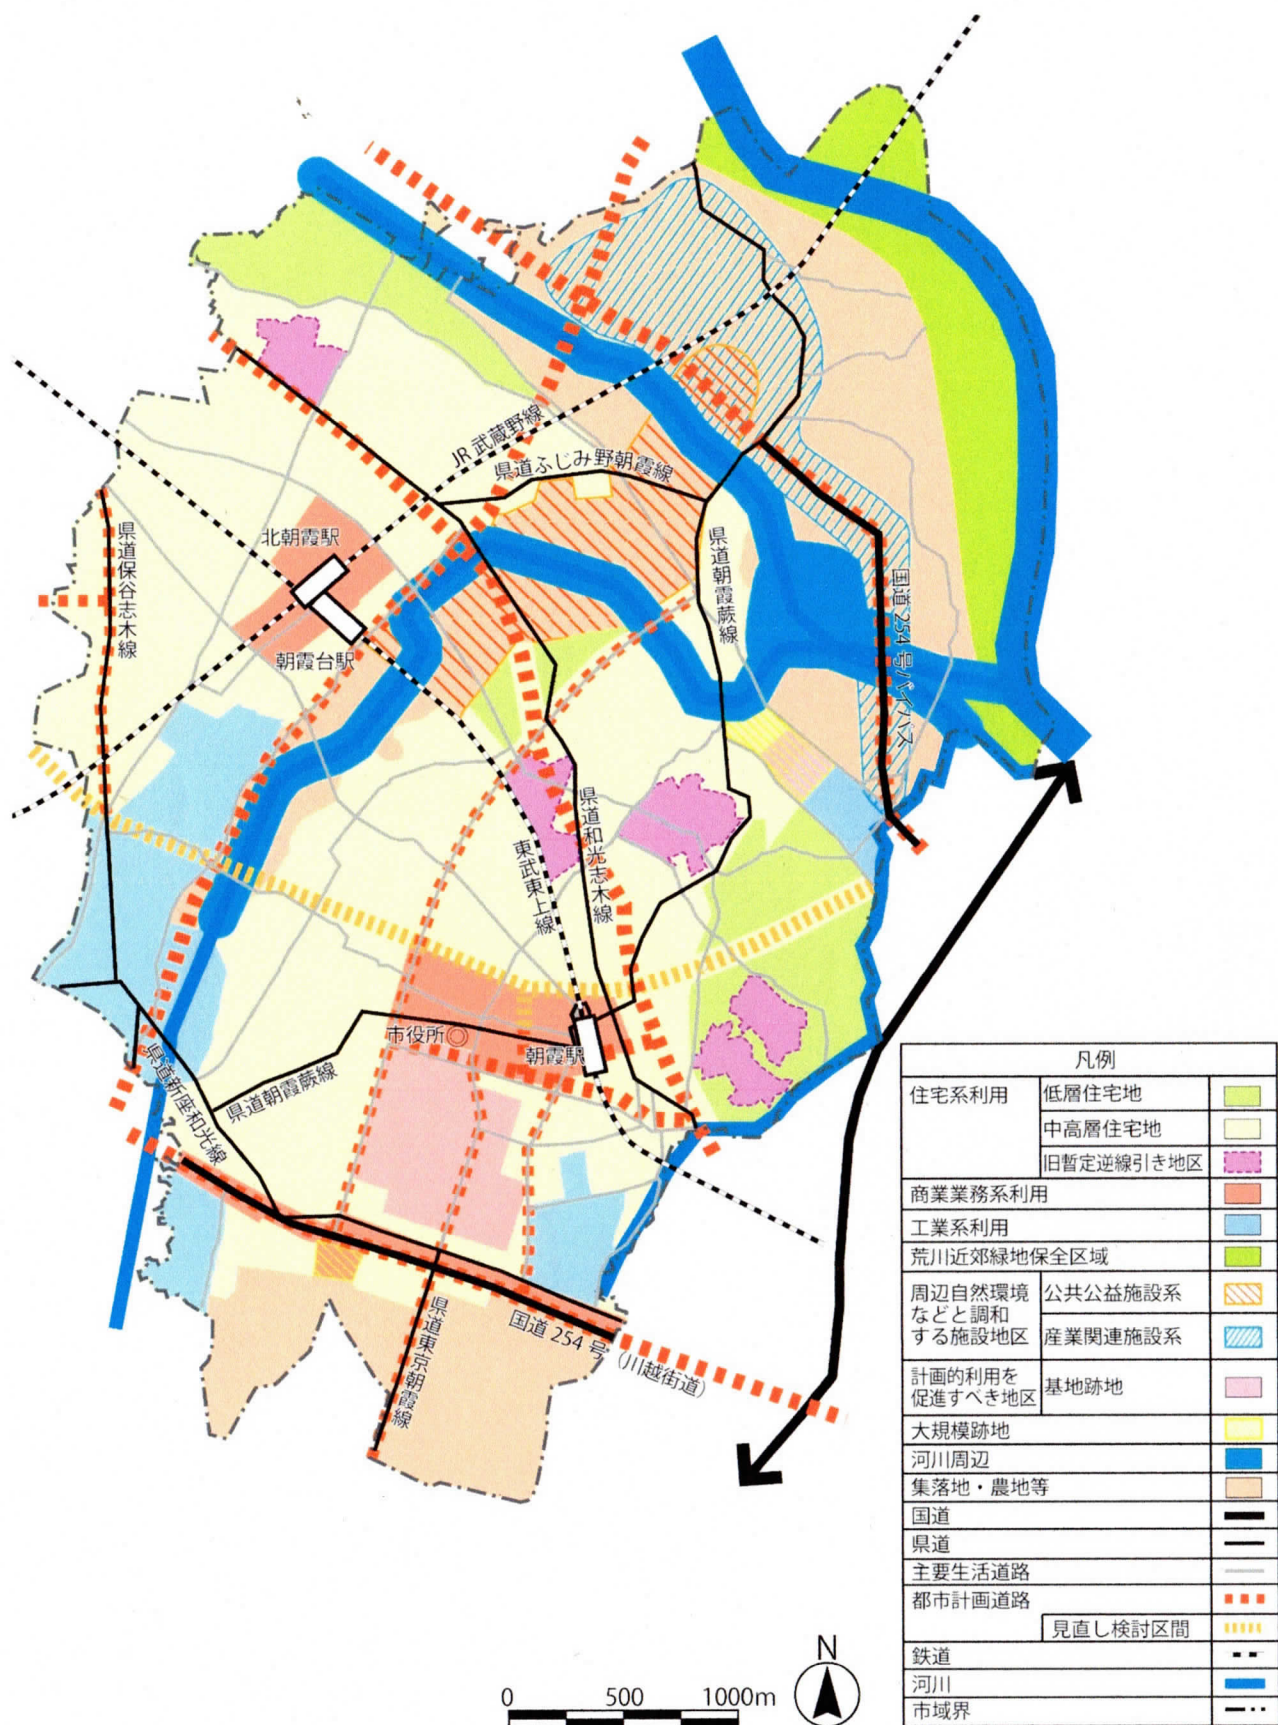 JR武蔵野線
県道ふじみ野朝霞線
北朝霞駅
県道保谷志木線
県道朝霞蕨線
国道254号バイパス
朝霞台駅
県道和光志木線
東武東上線
市役所
朝霞駅
県道新座和光線
県道朝霞蕨線
国道254号(川越街道)
県道東京朝霞線
凡例
住宅系利用
低層住宅地
中高層住宅地
旧暫定逆線引き地区
商業業務系利用
工業系利用
荒川近郊緑地保全区域
周辺自然環境
などと調和
する施設地区
公共公益施設系
産業関連施設系
計画的利用を
促進すべき地区
基地跡地
大規模跡地
河川周辺
集落地・農地等
国道
県道
主要生活道路
都市計画道路
見直し検討区間
鉄道
河川
市域界
N
0 500 1000m